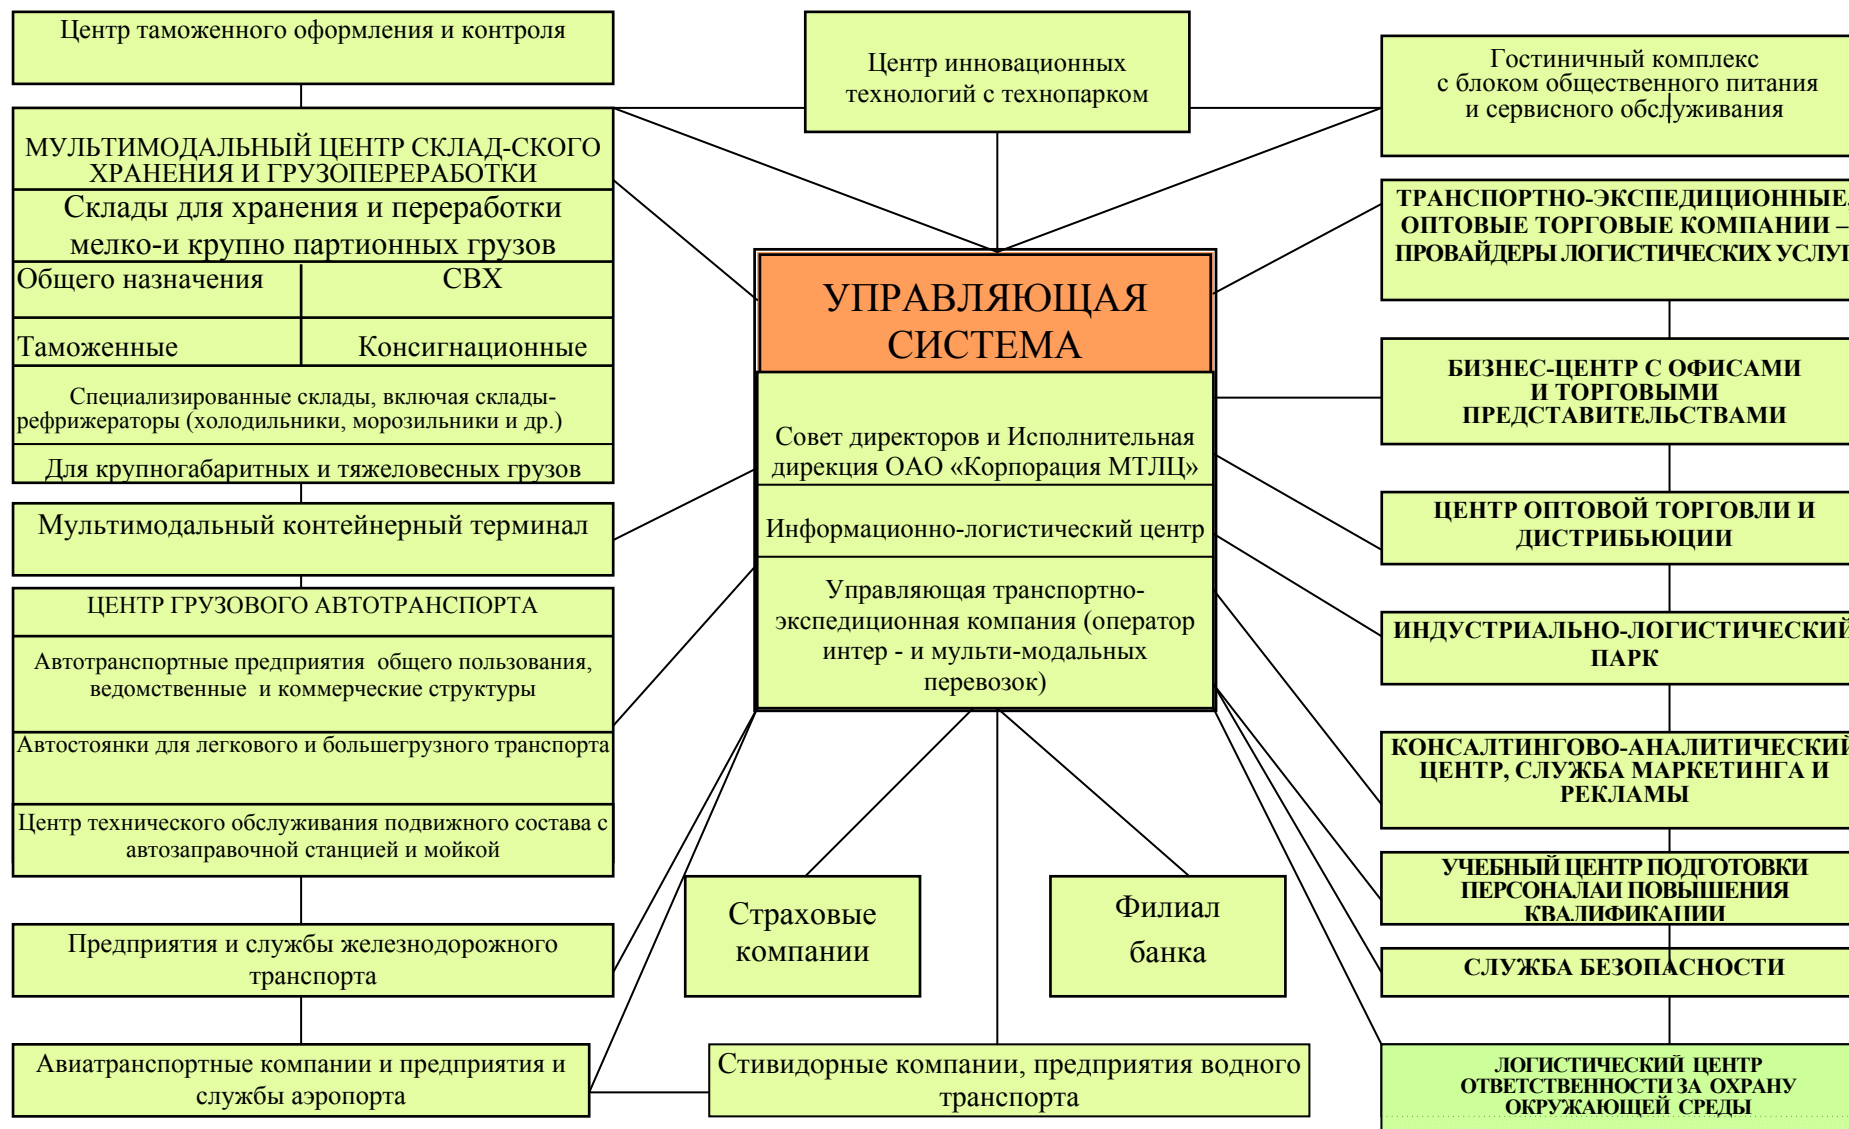 Центр таможенного оформления и контроля
Центр инновационных
технологий с технопарком
Гостиничный комплекс
с блоком общественного питания
и сервисного обслуживания
МУЛЬТИМОДАЛЬНЫЙ ЦЕНТР СКЛАД-СКОГО
ХРАНЕНИЯ И ГРУЗОПЕРЕРАБОТКИ
Склады для хранения и переработки
мелко-и крупно партионных грузов
Общего назначения
СВХ
Таможенные
Консигнационные
Специализированные склады, включая склады-
рефрижераторы (холодильники, морозильники и др.)
Для крупногабаритных и тяжеловесных грузов
Мультимодальный контейнерный терминал
ЦЕНТР ГРУЗОВОГО АВТОТРАНСПОРТА
Автотранспортные предприятия общего пользования,
ведомственные и коммерческие структуры
Автостоянки для легкового и большегрузного транспорта
Центр технического обслуживания подвижного состава с
автозаправочной станцией и мойкой
Предприятия и службы железнодорожного
транспорта
Авиатранспортные компании и предприятия и
службы аэропорта
УПРАВЛЯЮЩАЯ
СИСТЕМА
Совет директоров и Исполнительная
дирекция ОАО «Корпорация МТЛЦ»
Информационно-логистический центр
Управляющая транспортно-
экспедиционная компания (оператор
интер - и мульти-модальных
перевозок)
Страховые
компании
Филиал
банка
Стивидорные компании, предприятия водного
транспорта
ТРАНСПОРТНО-ЭКСПЕДИЦИОННЫЕ,
ОПТОВЫЕ ТОРГОВЫЕ КОМПАНИИ –
ПРОВАЙДЕРЫ ЛОГИСТИЧЕСКИХ УСЛУГ
БИЗНЕС-ЦЕНТР С ОФИСАМИ
И ТОРГОВЫМИ
ПРЕДСТАВИТЕЛЬСТВАМИ
ЦЕНТР ОПТОВОЙ ТОРГОВЛИ И
ДИСТРИБЬЮЦИИ
ИНДУСТРИАЛЬНО-ЛОГИСТИЧЕСКИЙ
ПАРК
КОНСАЛТИНГОВО-АНАЛИТИЧЕСКИЙ
ЦЕНТР, СЛУЖБА МАРКЕТИНГА И
РЕКЛАМЫ
УЧЕБНЫЙ ЦЕНТР ПОДГОТОВКИ
ПЕРСОНАЛАИ ПОВЫШЕНИЯ
КВАЛИФИКАЦИИ
СЛУЖБА БЕЗОПАСНОСТИ
ЛОГИСТИЧЕСКИЙ ЦЕНТР
ОТВЕТСТВЕННОСТИ ЗА ОХРАНУ
ОКРУЖАЮЩЕЙ СРЕДЫ